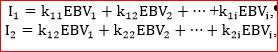 I₁ = k₁₁EBV₁ + k₁₂EBV₂ + ⋯ +k₁ᵢEBVᵢ,¶
I₂ = k₁₂EBV₁ + k₂₂EBV₂ + ⋯ + k₂ᵢEBVᵢ,